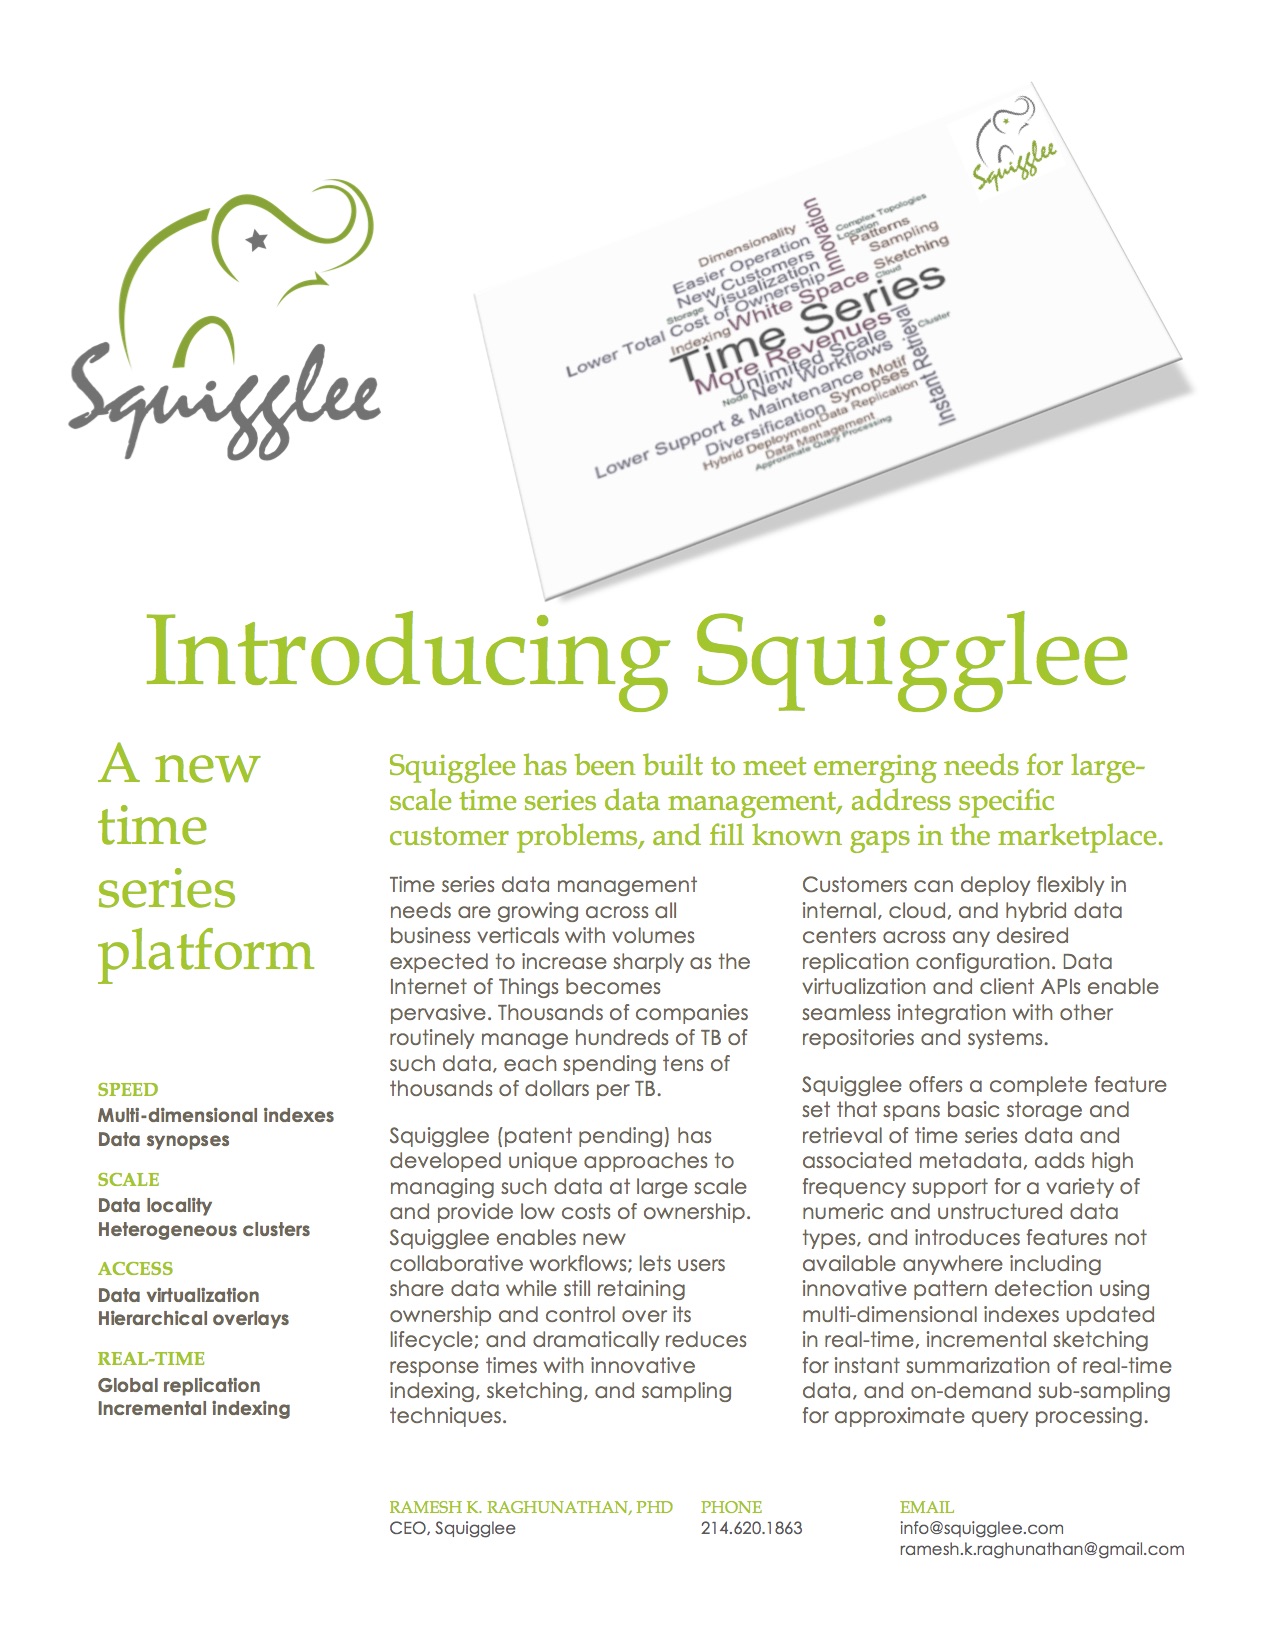 Squigglee
Squigglee
Dimensionality
Easier Operation
New Customers
Storage Visualization
Lower Total Cost of Ownership
Indexing White Space
Innovation
Complex Topologies
Location
Patterns
Sampling
Sketching
Cloud
Time Series
More Revenues
Unlimited Scale
Node New Workflows
Cluster
Instant Retrieval
Lower Support & Maintenance Motif
Diversification Synopses
Hybrid Deployment Data Replication
Data Management
Approximate Query Processing
Introducing Squigglee
A new
time
series
platform
SPEED
Multi-dimensional indexes
Data synopses
SCALE
Data locality
Heterogeneous clusters
ACCESS
Data virtualization
Hierarchical overlays
REAL-TIME
Global replication
Incremental indexing
Squigglee has been built to meet emerging needs for large-
scale time series data management, address specific
customer problems, and fill known gaps in the marketplace.
Time series data management
needs are growing across all
business verticals with volumes
expected to increase sharply as the
Internet of Things becomes
pervasive. Thousands of companies
routinely manage hundreds of TB of
such data, each spending tens of
thousands of dollars per TB.
Squigglee (patent pending) has
developed unique approaches to
managing such data at large scale
and provide low costs of ownership.
Squigglee enables new
collaborative workflows; lets users
share data while still retaining
ownership and control over its
lifecycle; and dramatically reduces
response times with innovative
indexing, sketching, and sampling
techniques.
Customers can deploy flexibly in
internal, cloud, and hybrid data
centers across any desired
replication configuration. Data
virtualization and client APIs enable
seamless integration with other
repositories and systems.
Squigglee offers a complete feature
set that spans basic storage and
retrieval of time series data and
associated metadata, adds high
frequency support for a variety of
numeric and unstructured data
types, and introduces features not
available anywhere including
innovative pattern detection using
multi-dimensional indexes updated
in real-time, incremental sketching
for instant summarization of real-time
data, and on-demand sub-sampling
for approximate query processing.
RAMESH K. RAGHUNATHAN, PHD
CEO, Squigglee
PHONE
214.620.1863
EMAIL
info@squigglee.com
ramesh.k.raghunathan@gmail.com